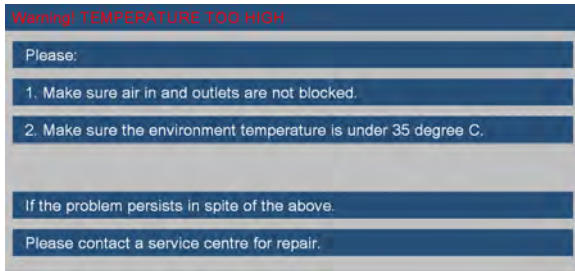 Warning! TEMPERATURE TOO HIGH
Please:
1. Make sure air in and outlets are not blocked.
2. Make sure the environment temperature is under 35 degree C.
If the problem persists in spite of the above.
Please contact a service centre for repair.